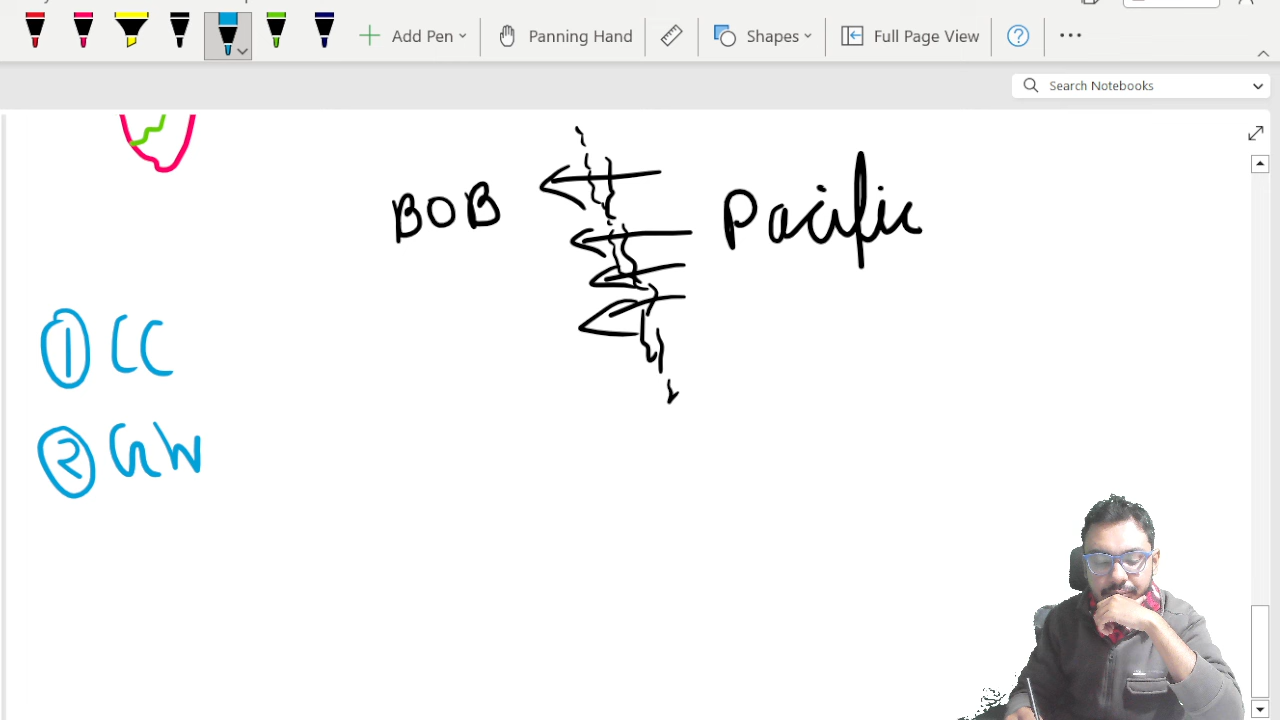 Add Pen
Panning Hand
Shapes
Full Page View
Search Notebooks
BOB
Pacific
① CC
② GW